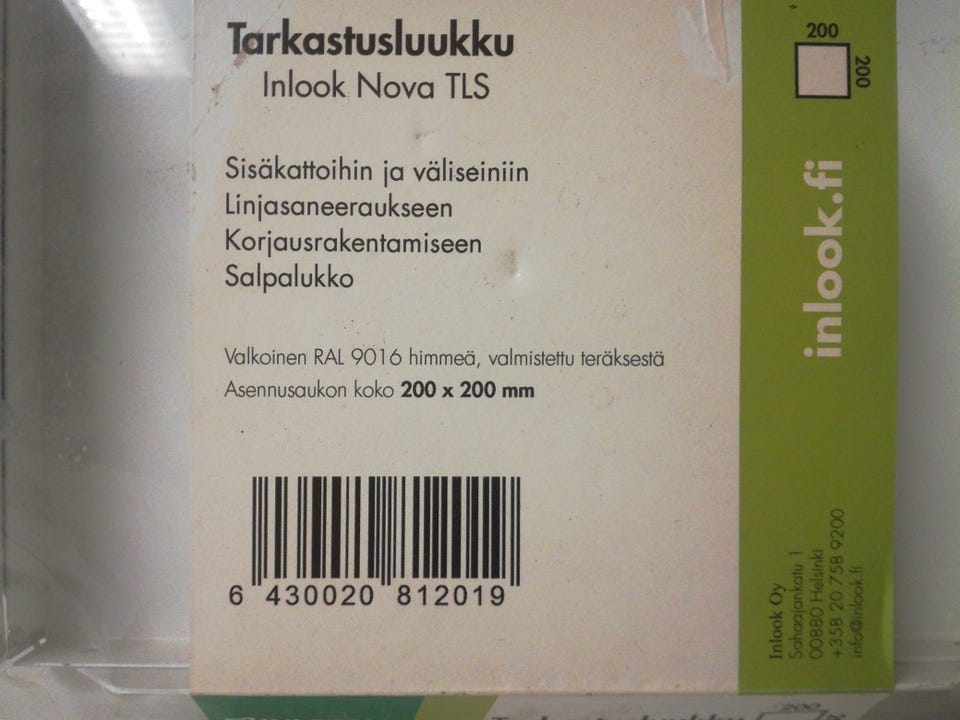 Tarkastusluukku
Inlook Nova TLS
Sisäkattoihin ja väliseiniin
Linjasaneeraukseen
Korjausrakentamiseen
Salpalukko
Valkoinen RAL 9016 himmeä, valmistettu teräksestä
Asennusaukon koko 200 x 200 mm
6 430020 812019
200
200
inlook.fi
Inlook Oy
Sahaajankatu 1
00880 Helsinki
+358 20 758 9200
info@inlook.fi
Tarkastusluukku
200